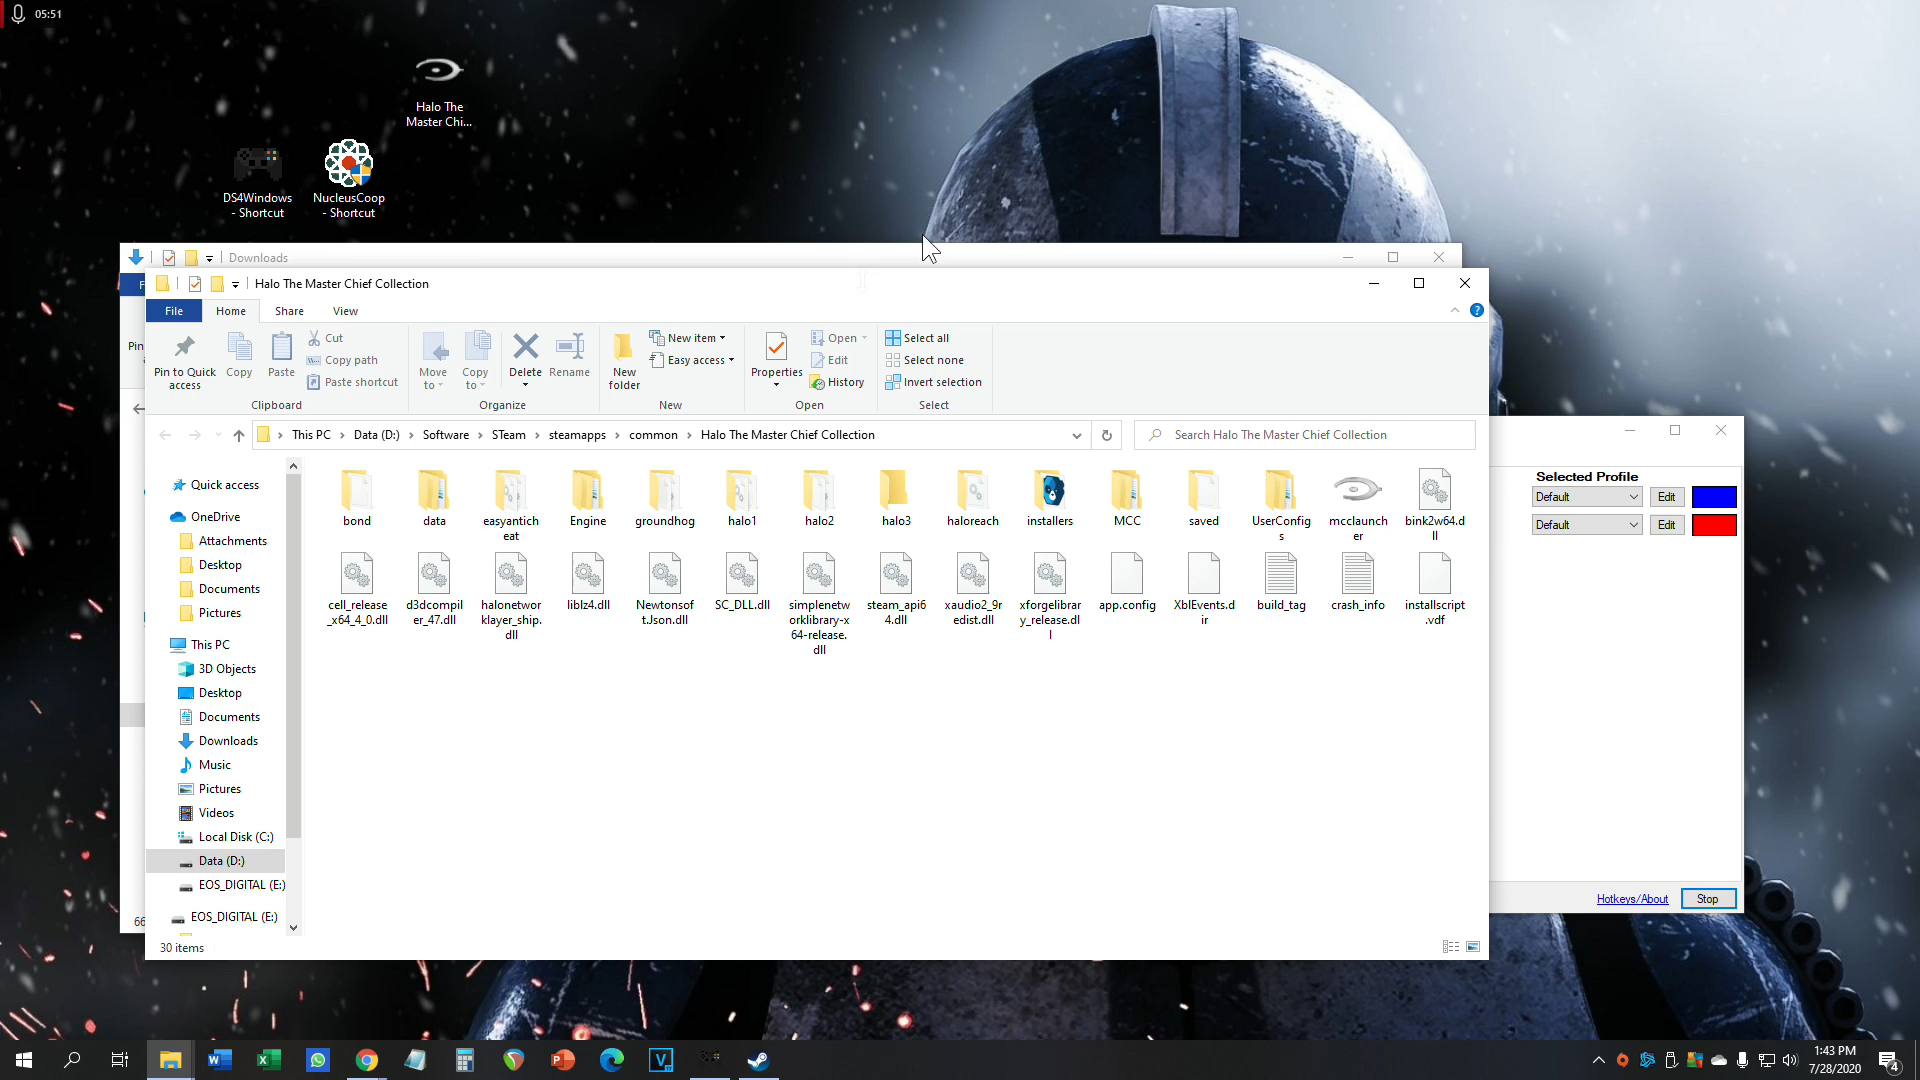 05:51
Halo The
Master Chi...
DS4Windows
- Shortcut
NucleusCoop
- Shortcut
Downloads
Halo The Master Chief Collection
File
Home
Share
View
Pin to Quick
access
Copy
Paste
Cut
Copy path
Paste shortcut
Clipboard
Move
to
Copy
to
Delete
Rename
Organize
New
folder
New item
Easy access
New
Properties
Open
Edit
History
Open
Select all
Select none
Invert selection
Select
Pin
This PC
Data (D:)
Software
STeam
steamapps
common
Halo The Master Chief Collection
Search Halo The Master Chief Collection
Quick access
OneDrive
Attachments
Desktop
Documents
Pictures
This PC
3D Objects
Desktop
Documents
Downloads
Music
Pictures
Videos
Local Disk (C:)
Data (D:)
EOS_DIGITAL (E:)
EOS_DIGITAL (E:)
bond
data
easyantich
eat
Engine
groundhog
halo1
halo2
halo3
haloreach
installers
MCC
saved
UserConfig
s
mcclaunch
er
bink2w64.d
ll
cell_release
_x64_4_0.dll
d3dcompil
er_47.dll
halonetwor
klayer_ship.
dll
liblz4.dll
Newtonsof
t.Json.dll
SC_DLL.dll
simplenetw
orklibrary-x
64-release.
dll
steam_api6
4.dll
xaudio2_9r
edist.dll
xforgelibrar
y_release.dl
l
app.config
XblEvents.d
ir
build_tag
crash_info
installscript
.vdf
66
30 items
Selected Profile
Default
Edit
Default
Edit
Hotkeys/About
Stop
1:43 PM
7/28/2020
4